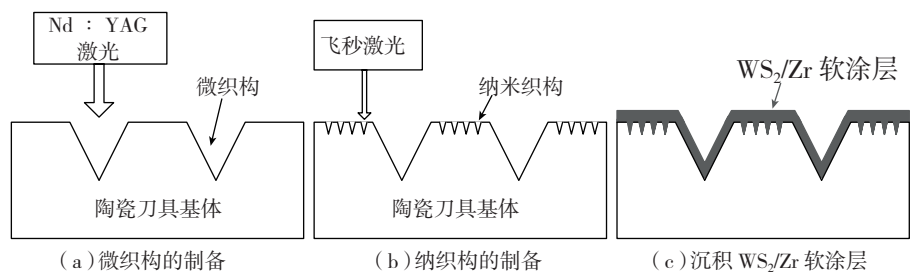 Nd : YAG
激光
微织构
陶瓷刀具基体
(a)微织构的制备
飞秒激光
纳米织构
陶瓷刀具基体
(b)纳织构的制备
WS₂/Zr 软涂层
(c)沉积 WS₂/Zr 软涂层